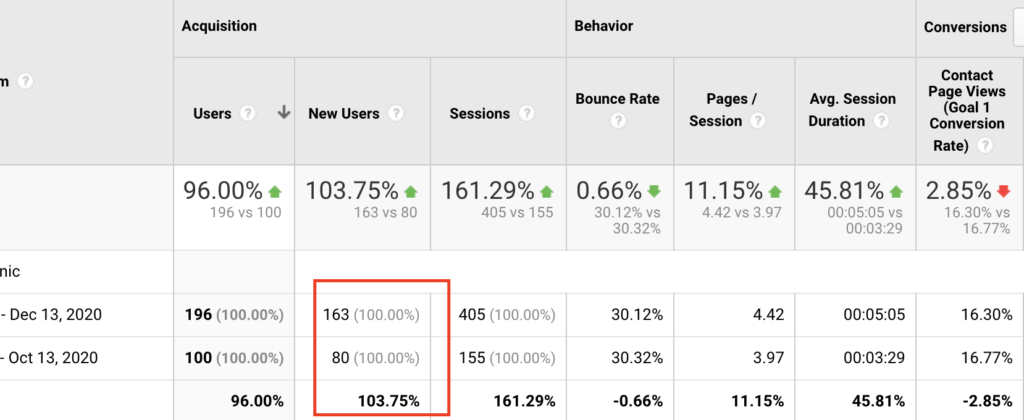 Acquisition Behavior Conversions
m ? Users ? New Users ? Sessions ? Bounce Rate ? Pages / Session ? Avg. Session Duration ? Contact Page Views (Goal 1 Conversion Rate) ?
96.00% 103.75% 161.29% 0.66% 11.15% 45.81% 2.85%
196 vs 100 163 vs 80 405 vs 155 30.12% vs 30.32% 4.42 vs 3.97 00:05:05 vs 00:03:29 16.30% vs 16.77%
nic
- Dec 13, 2020 196 (100.00%) 163 (100.00%) 405 (100.00%) 30.12% 4.42 00:05:05 16.30%
- Oct 13, 2020 100 (100.00%) 80 (100.00%) 155 (100.00%) 30.32% 3.97 00:03:29 16.77%
96.00% 103.75% 161.29% -0.66% 11.15% 45.81% -2.85%